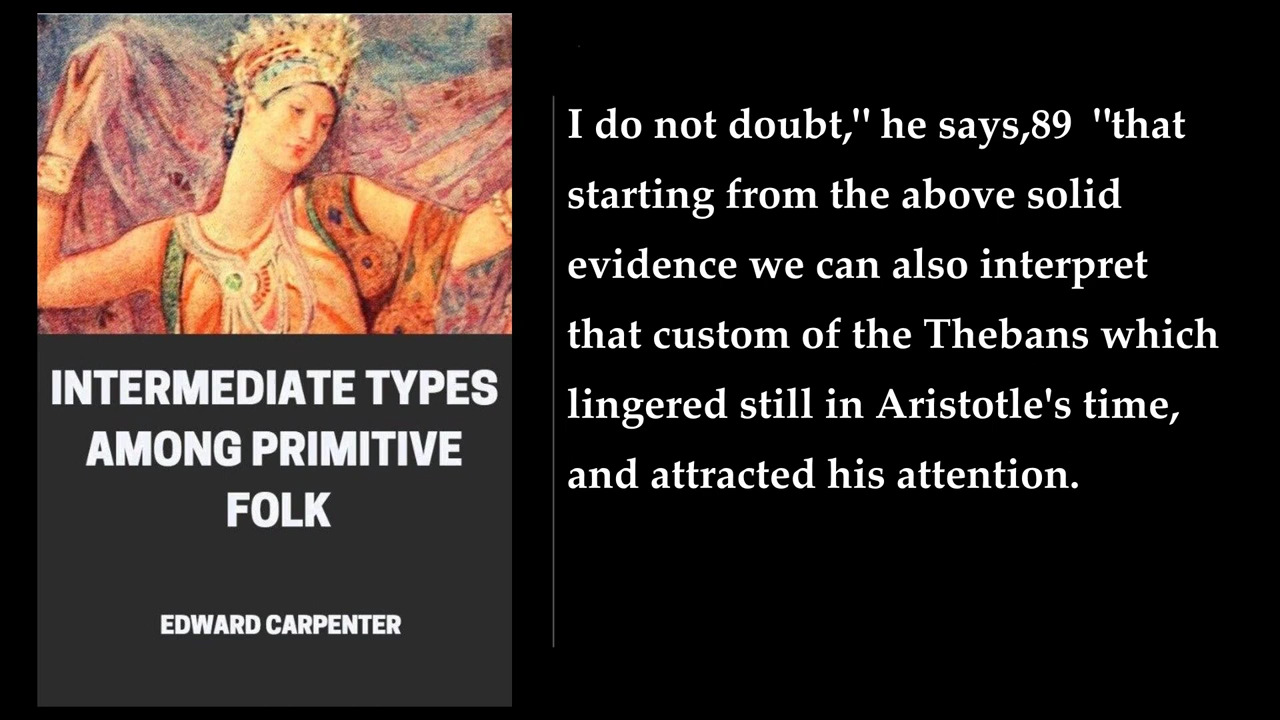 INTERMEDIATE TYPES
AMONG PRIMITIVE
FOLK
EDWARD CARPENTER
I do not doubt," he says,89  "that
starting from the above solid
evidence we can also interpret
that custom of the Thebans which
lingered still in Aristotle's time,
and attracted his attention.